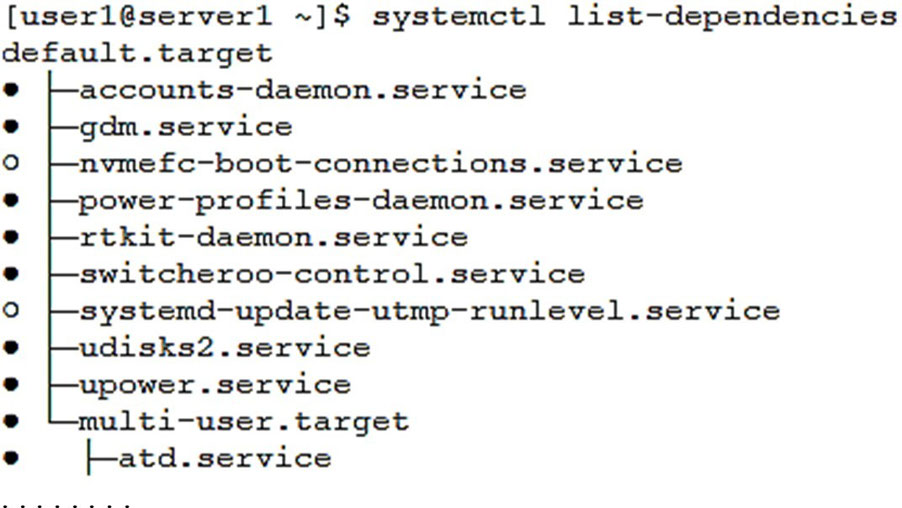 [user1@server1 ~]$ systemctl list-dependencies
default.target
● ├─accounts-daemon.service
● ├─gdm.service
○ ├─nvmefc-boot-connections.service
● ├─power-profiles-daemon.service
● ├─rtkit-daemon.service
● ├─switcheroo-control.service
○ ├─systemd-update-utmp-runlevel.service
● ├─udisks2.service
● ├─upower.service
● └─multi-user.target
●   ├─atd.service
. . . . . . . .